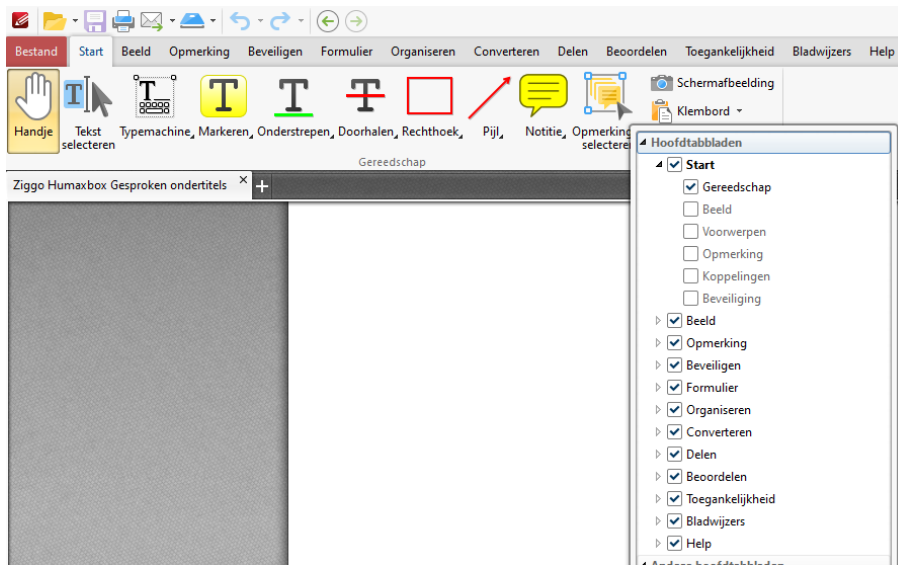 Bestand Start Beeld Opmerking Beveiligen Formulier Organiseren Converteren Delen Beoordelen Toegankelijkheid Bladwijzers Help
Schermafbeelding
Klembord
Handje Tekst selecteren Typemachine Markeren Onderstrepen Doorhalen Rechthoek Pijl Notitie Opmerking selecteren
Gereedschap
Ziggo Humaxbox Gesproken ondertitels
Hoofdtabbladen
Start
Gereedschap
Beeld
Voorwerpen
Opmerking
Koppelingen
Beveiliging
Beeld
Opmerking
Beveiligen
Formulier
Organiseren
Converteren
Delen
Beoordelen
Toegankelijkheid
Bladwijzers
Help
Andere hoofdtabbladen